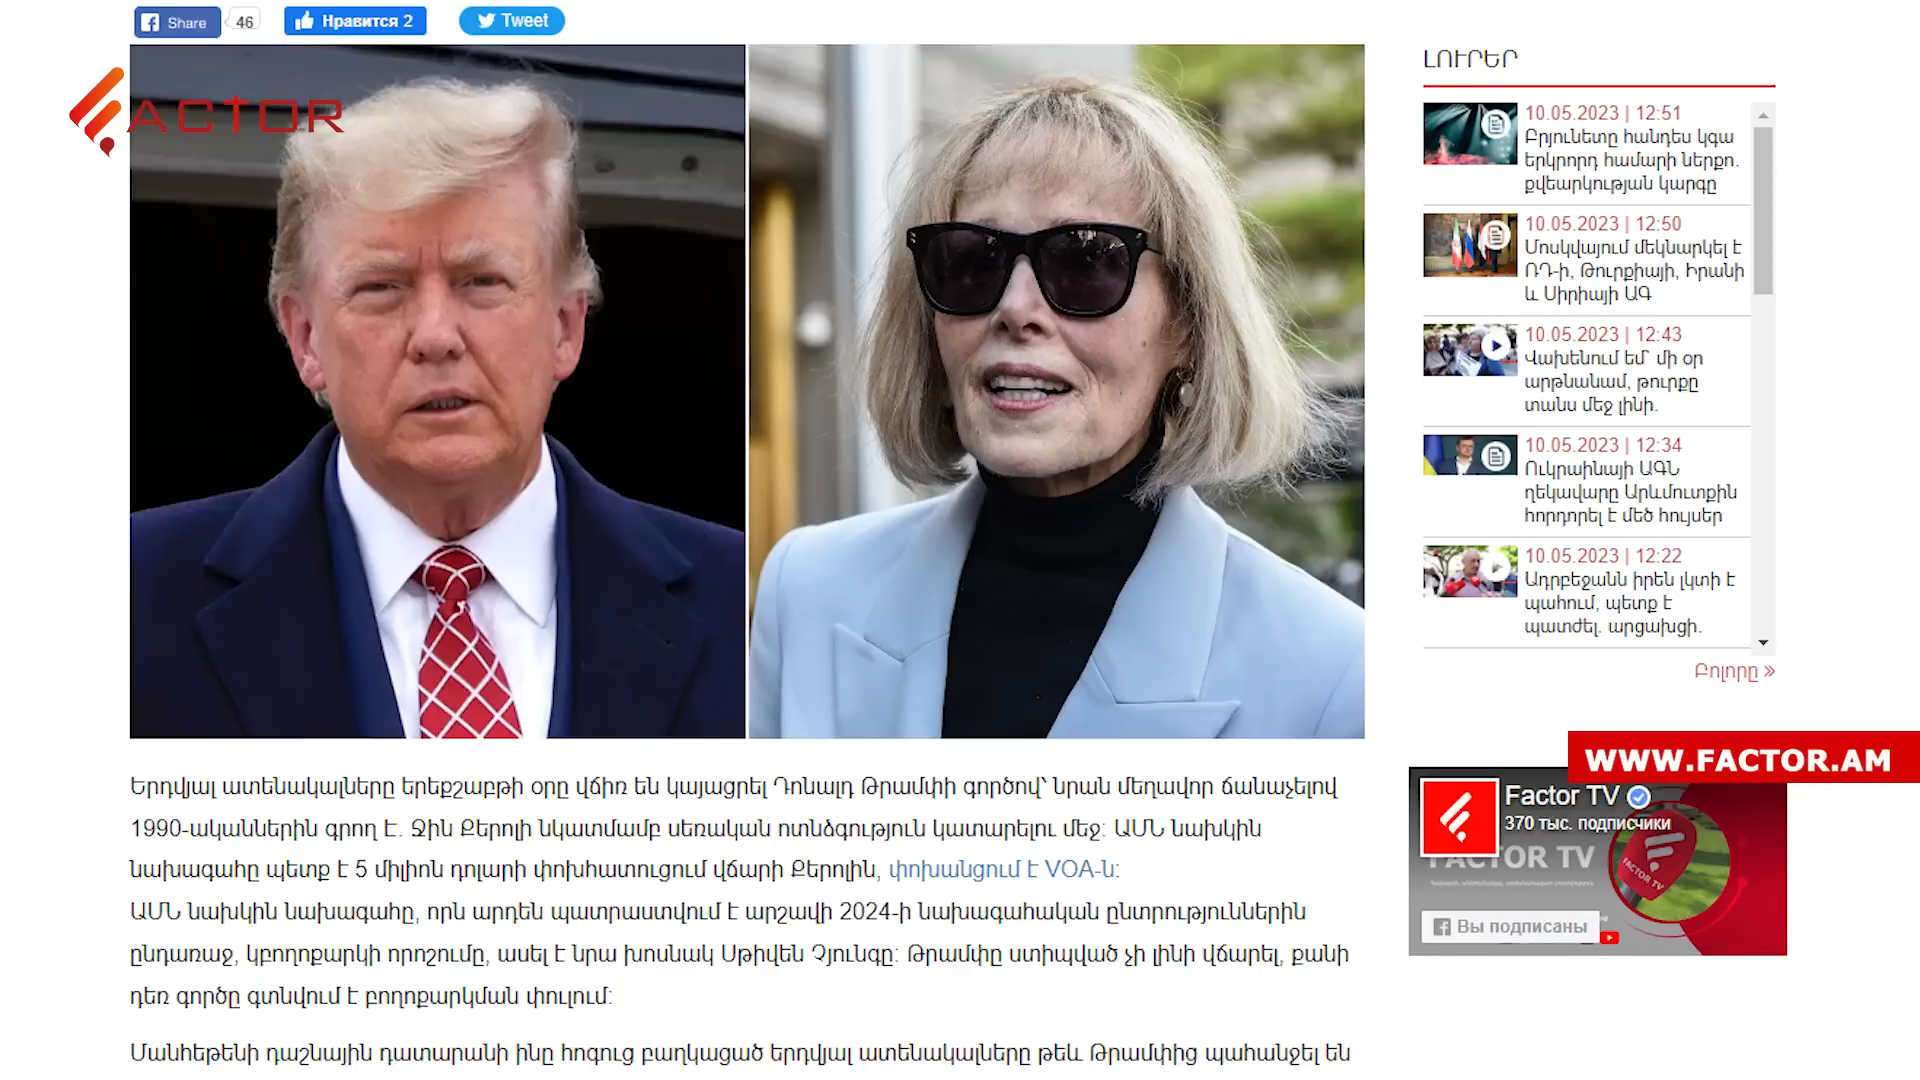 Share
46
Нравится 2
Tweet
ACTOR
ԼՈՒՐԵՐ
10.05.2023 | 12:51
Բրյունետը հանդես կգա
երկրորդ համարի ներքո.
քվեարկության կարգը
10.05.2023 | 12:50
Մոսկվայում մեկնարկել է
ՌԴ-ի, Թուրքիայի, Իրանի
և Սիրիայի ԱԳ
10.05.2023 | 12:43
Վախենում եմ՝ մի օր
արթնանամ, թուրքը
տանս մեջ լինի.
10.05.2023 | 12:34
Ուկրաինայի ԱԳՆ
ղեկավարը Արևմուտքին
հորդորել է մեծ հույսեր
10.05.2023 | 12:22
Ադրբեջանն իրեն լկտի է
պահում, պետք է
պատժել. արցախցի.
Բոլորը »
Երդվյալ ատենակալները երեքշաբթի օրը վճիռ են կայացրել Դոնալդ Թրամփի գործով՝ նրան մեղավոր ճանաչելով
1990-ականներին գրող Է. Ջին Քերոլի նկատմամբ սեռական ոտնձգություն կատարելու մեջ։ ԱՄՆ նախկին
նախագահը պետք է 5 միլիոն դոլարի փոխհատուցում վճարի Քերոլին, փոխանցում է VOA-ն։
ԱՄՆ նախկին նախագահը, որն արդեն պատրաստվում է արշավի 2024-ի նախագահական ընտրություններին
ընդառաջ, կբողոքարկի որոշումը, ասել է նրա խոսնակ Սթիվեն Չյունգը։ Թրամփը ստիպված չի լինի վճարել, քանի
դեռ գործը գտնվում է բողոքարկման փուլում։
Մանհեթենի դաշնային դատարանի ինը հոգուց բաղկացած երդվյալ ատենակալները թեև Թրամփից պահանջել են
WWW.FACTOR.AM
Factor TV
370 тыс. подписчики
FACTOR TV
FACTOR TV
Вы подписаны